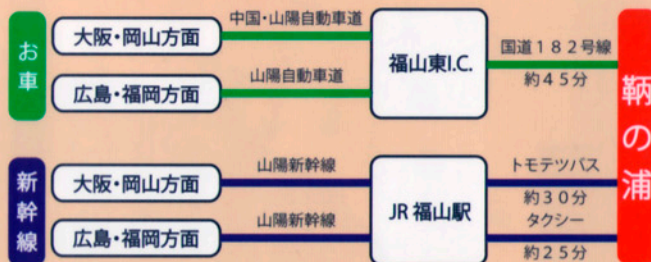 お車
大阪・岡山方面
中国・山陽自動車道
広島・福岡方面
山陽自動車道
福山東I.C.
国道１８２号線
約４５分
新幹線
大阪・岡山方面
山陽新幹線
広島・福岡方面
山陽新幹線
JR 福山駅
トモテツバス
約３０分
タクシー
約２５分
鞆の浦